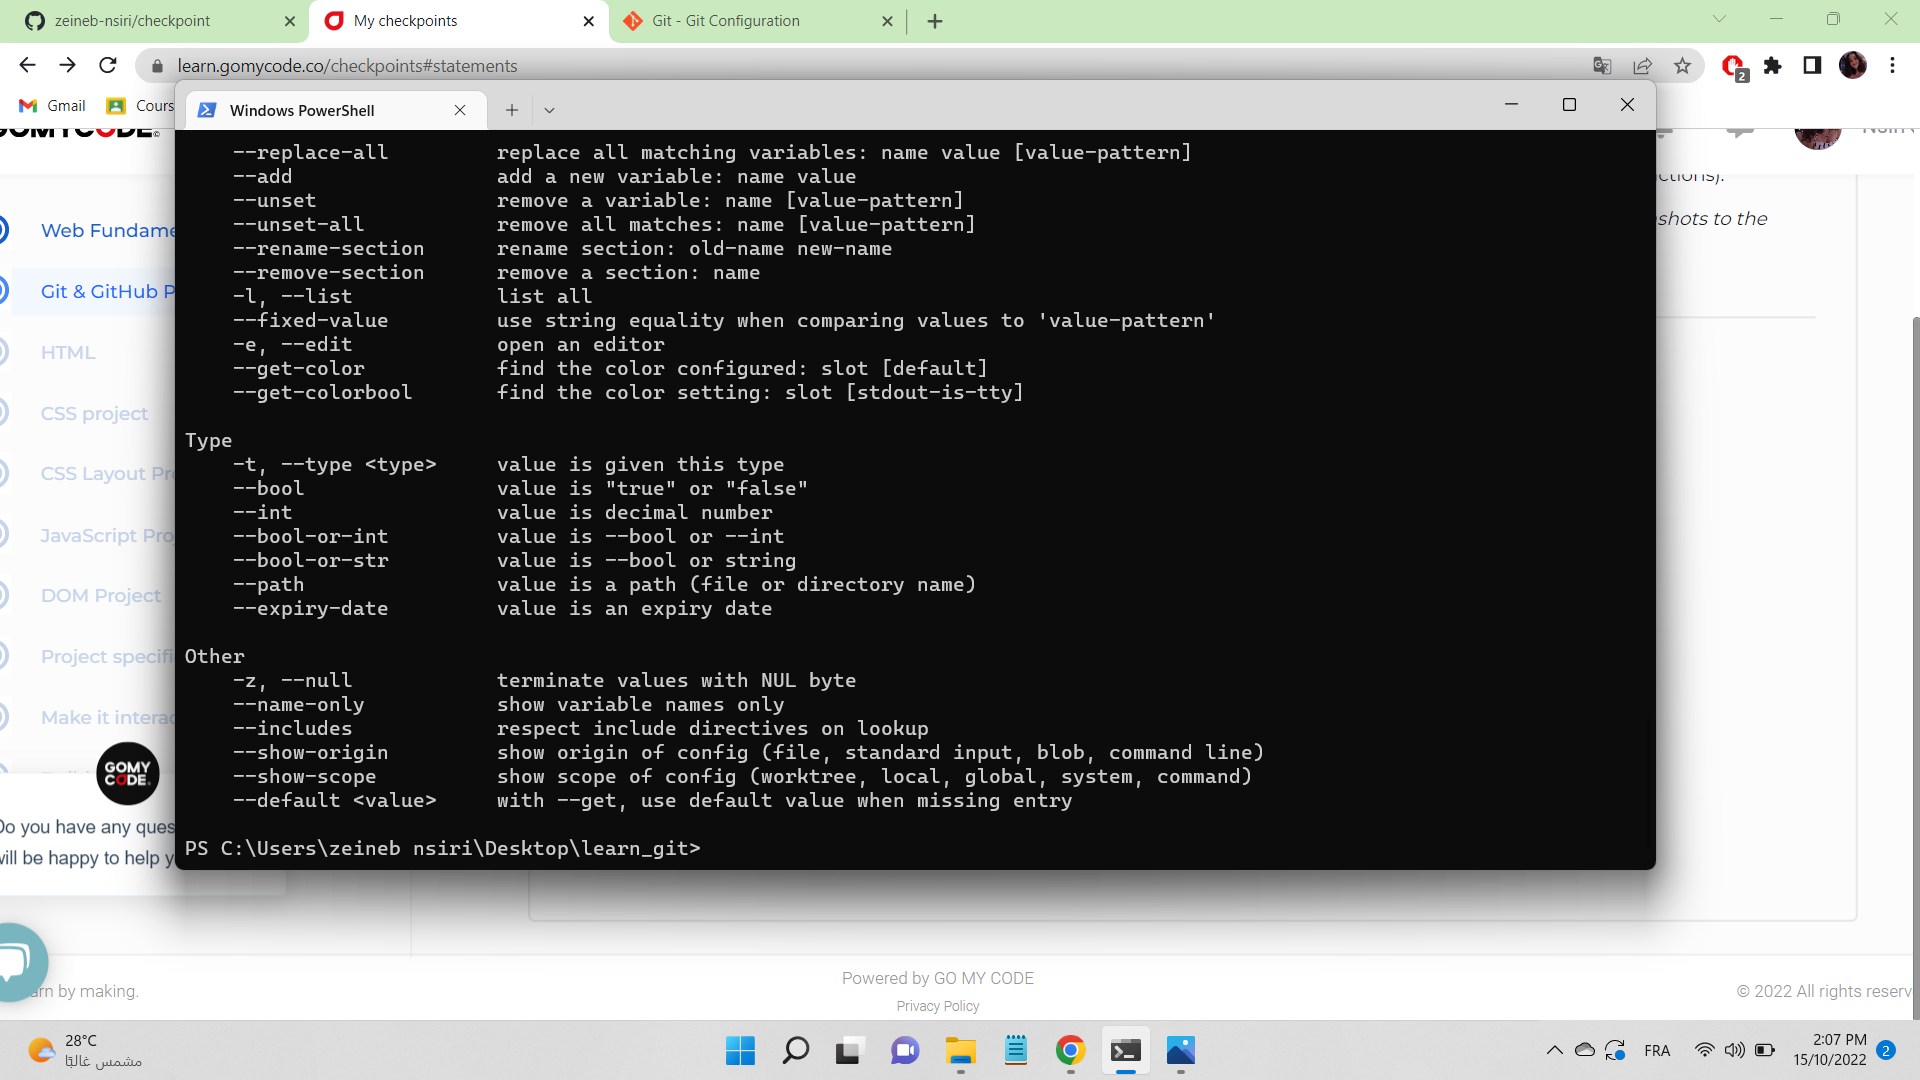 zeineb-nsiri/checkpoint
My checkpoints
Git - Git Configuration
learn.gomycode.co/checkpoints#statements
2
Gmail
Cours
Windows PowerShell
GOMYCODE
ctions).
shots to the
Web Fundame
Git & GitHub P
HTML
CSS project
CSS Layout Pro
JavaScript Pro
DOM Project
Project specifi
Make it interac
--replace-all replace all matching variables: name value [value-pattern]
--add add a new variable: name value
--unset remove a variable: name [value-pattern]
--unset-all remove all matches: name [value-pattern]
--rename-section rename section: old-name new-name
--remove-section remove a section: name
-l, --list list all
--fixed-value use string equality when comparing values to 'value-pattern'
-e, --edit open an editor
--get-color find the color configured: slot [default]
--get-colorbool find the color setting: slot [stdout-is-tty]
Type
-t, --type <type> value is given this type
--bool value is "true" or "false"
--int value is decimal number
--bool-or-int value is --bool or --int
--bool-or-str value is --bool or string
--path value is a path (file or directory name)
--expiry-date value is an expiry date
Other
-z, --null terminate values with NUL byte
--name-only show variable names only
--includes respect include directives on lookup
--show-origin show origin of config (file, standard input, blob, command line)
--show-scope show scope of config (worktree, local, global, system, command)
--default <value> with --get, use default value when missing entry
PS C:\Users\zeineb nsiri\Desktop\learn_git>
GOMY
CODE
Do you have any ques
will be happy to help y
arn by making.
Powered by GO MY CODE
Privacy Policy
© 2022 All rights reserv
28°C
مشمس غالبًا
FRA
2:07 PM
15/10/2022
2